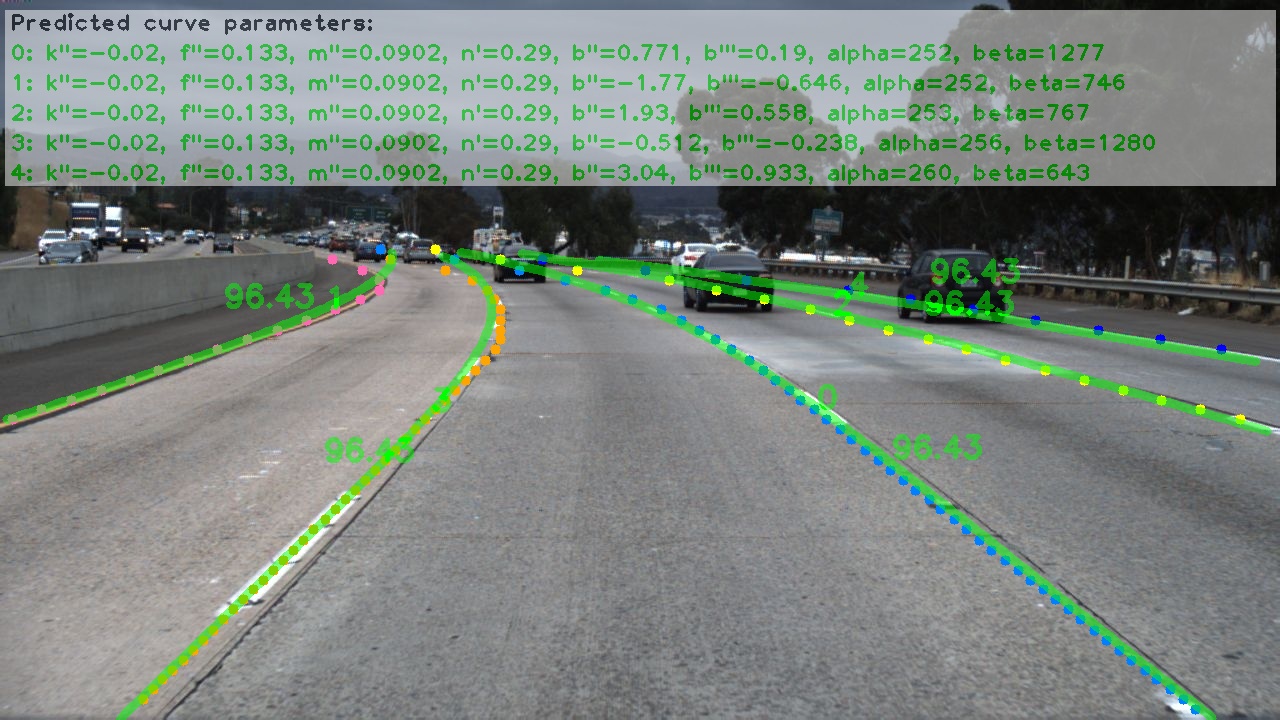 Predicted curve parameters:
0: k''=-0.02, f''=0.133, m''=0.0902, n'=0.29, b''=0.771, b'''=0.19, alpha=252, beta=1277
1: k''=-0.02, f''=0.133, m''=0.0902, n'=0.29, b''=-1.77, b'''=-0.646, alpha=252, beta=746
2: k''=-0.02, f''=0.133, m''=0.0902, n'=0.29, b''=1.93, b'''=0.558, alpha=253, beta=767
3: k''=-0.02, f''=0.133, m''=0.0902, n'=0.29, b''=-0.512, b'''=-0.238, alpha=256, beta=1280
4: k''=-0.02, f''=0.133, m''=0.0902, n'=0.29, b''=3.04, b'''=0.933, alpha=260, beta=643
96.43
4
96.43 1
96.43
0
96.43
96.43